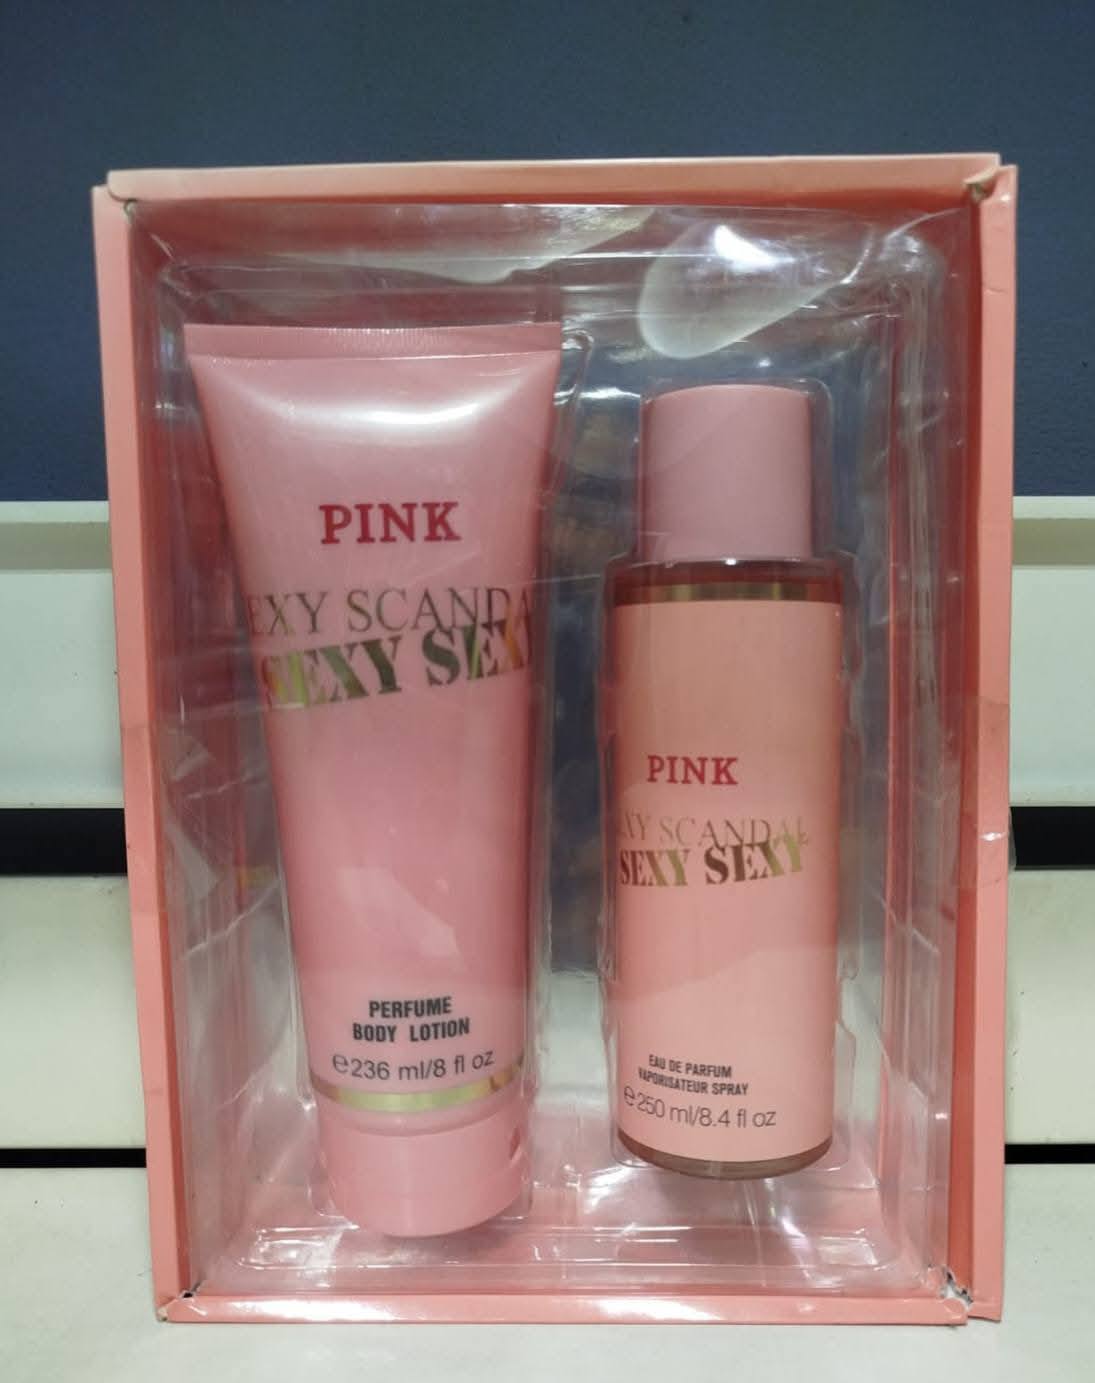 PINK
EXY SCANDA
SEXY SEX
PERFUME
BODY LOTION
℮236 ml/8 fl oz
PINK
XY SCANDAL
SEXY SEXY
EAU DE PARFUM
VAPORISATEUR SPRAY
℮250 ml/8.4 fl oz